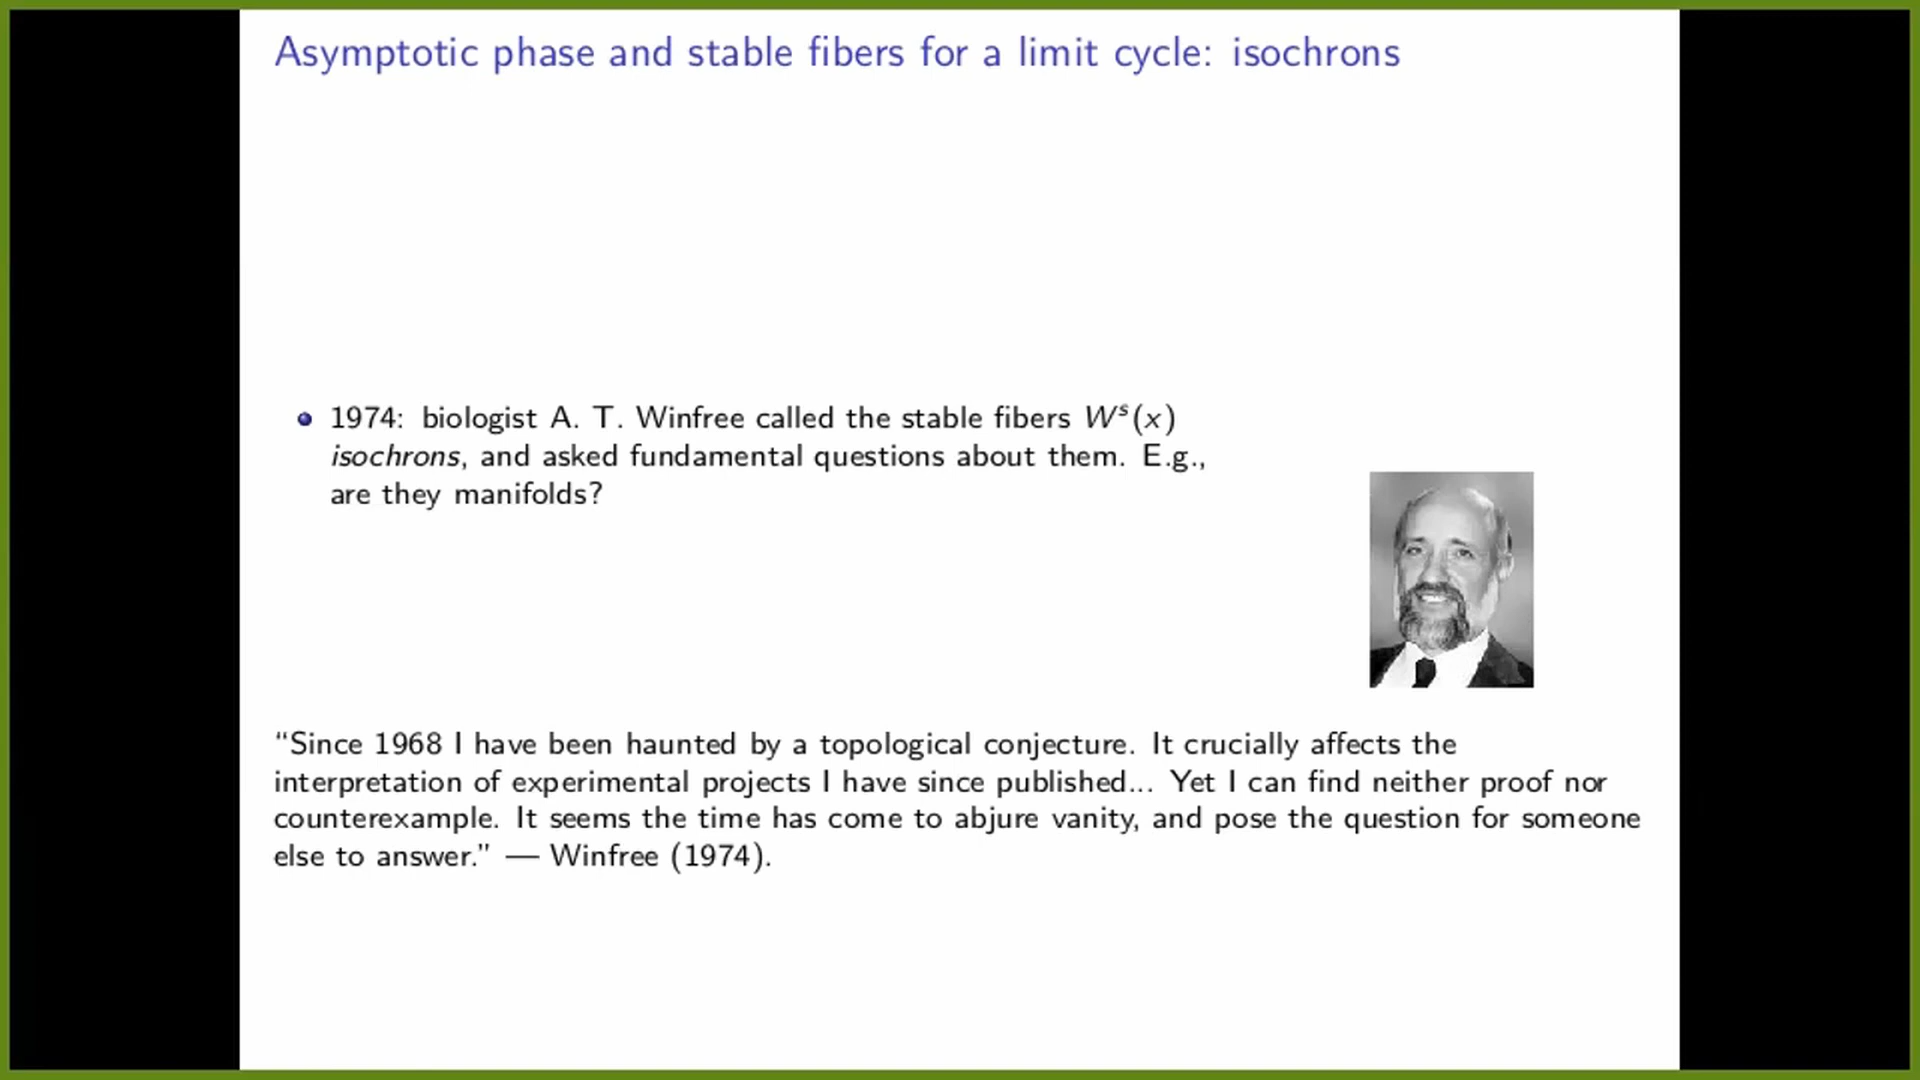 Asymptotic phase and stable fibers for a limit cycle: isochrons
1974: biologist A. T. Winfree called the stable fibers Wˢ(x)
isochrons, and asked fundamental questions about them. E.g.,
are they manifolds?
“Since 1968 I have been haunted by a topological conjecture. It crucially affects the
interpretation of experimental projects I have since published... Yet I can find neither proof nor
counterexample. It seems the time has come to abjure vanity, and pose the question for someone
else to answer.” — Winfree (1974).